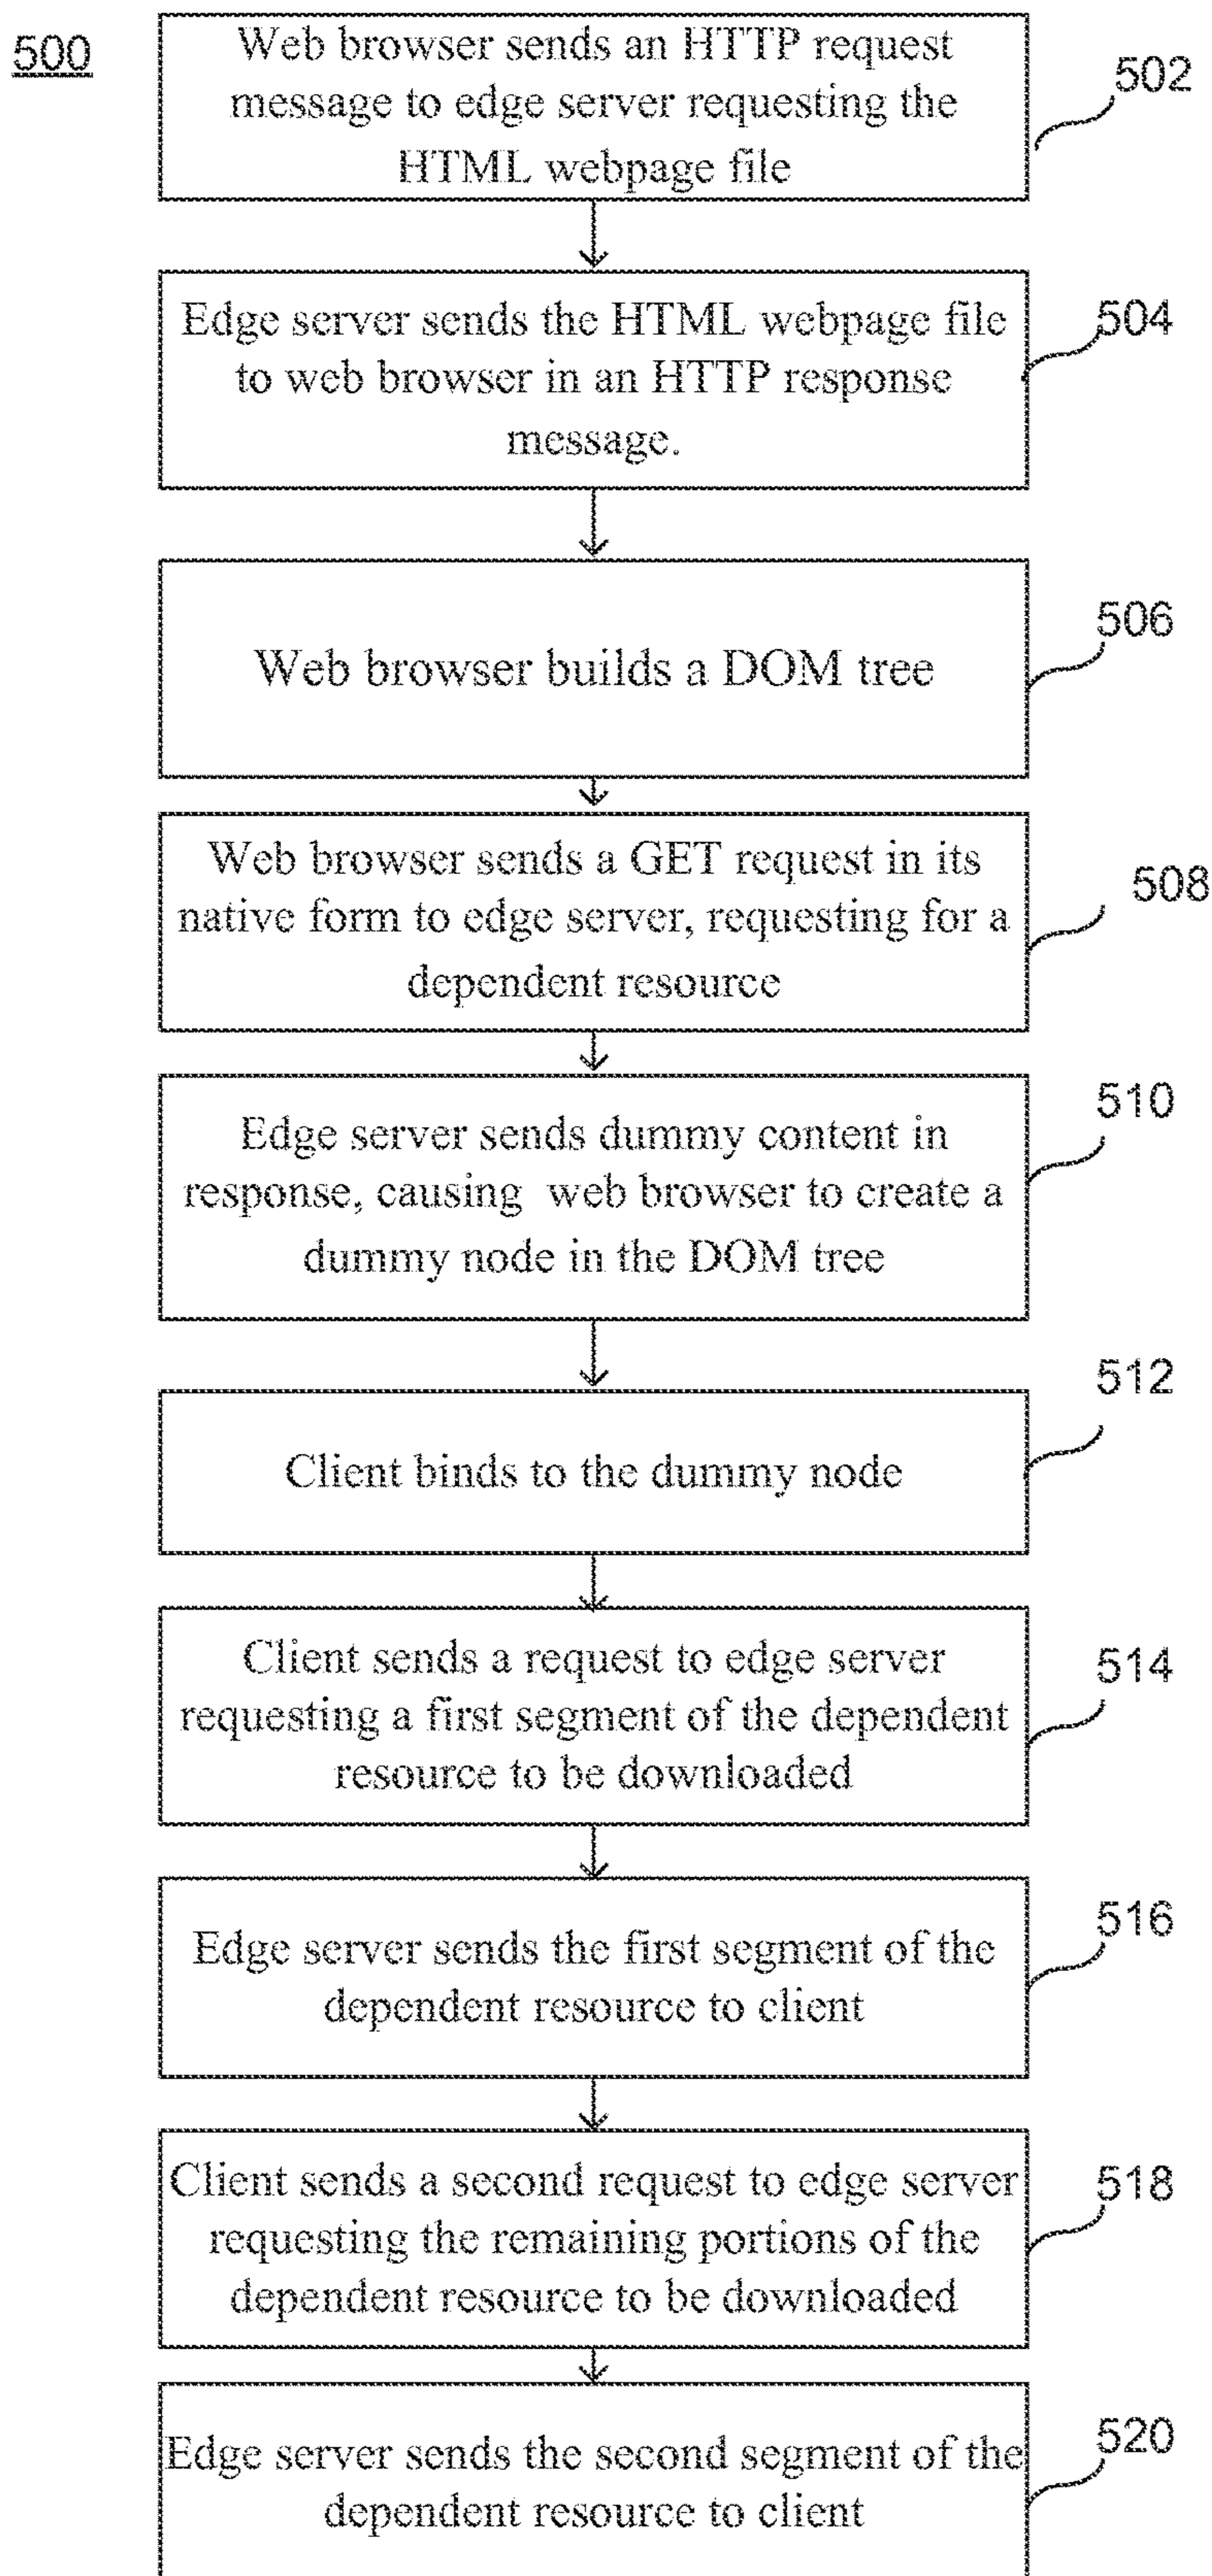 500
Web browser sends an HTTP request
message to edge server requesting the
HTML webpage file
502
Edge server sends the HTML webpage file
to web browser in an HTTP response
message.
504
Web browser builds a DOM tree
506
Web browser sends a GET request in its
native form to edge server, requesting for a
dependent resource
508
Edge server sends dummy content in
response, causing web browser to create a
dummy node in the DOM tree
510
Client binds to the dummy node
512
Client sends a request to edge server
requesting a first segment of the dependent
resource to be downloaded
514
Edge server sends the first segment of the
dependent resource to client
516
Client sends a second request to edge server
requesting the remaining portions of the
dependent resource to be downloaded
518
Edge server sends the second segment of the
dependent resource to client
520